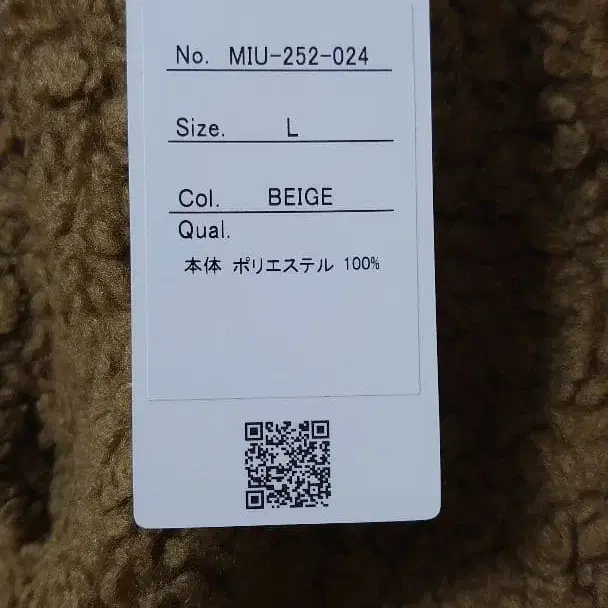 No. MIU-252-024
Size. L
Col. BEIGE
Qual.
本体 ポリエステル 100%